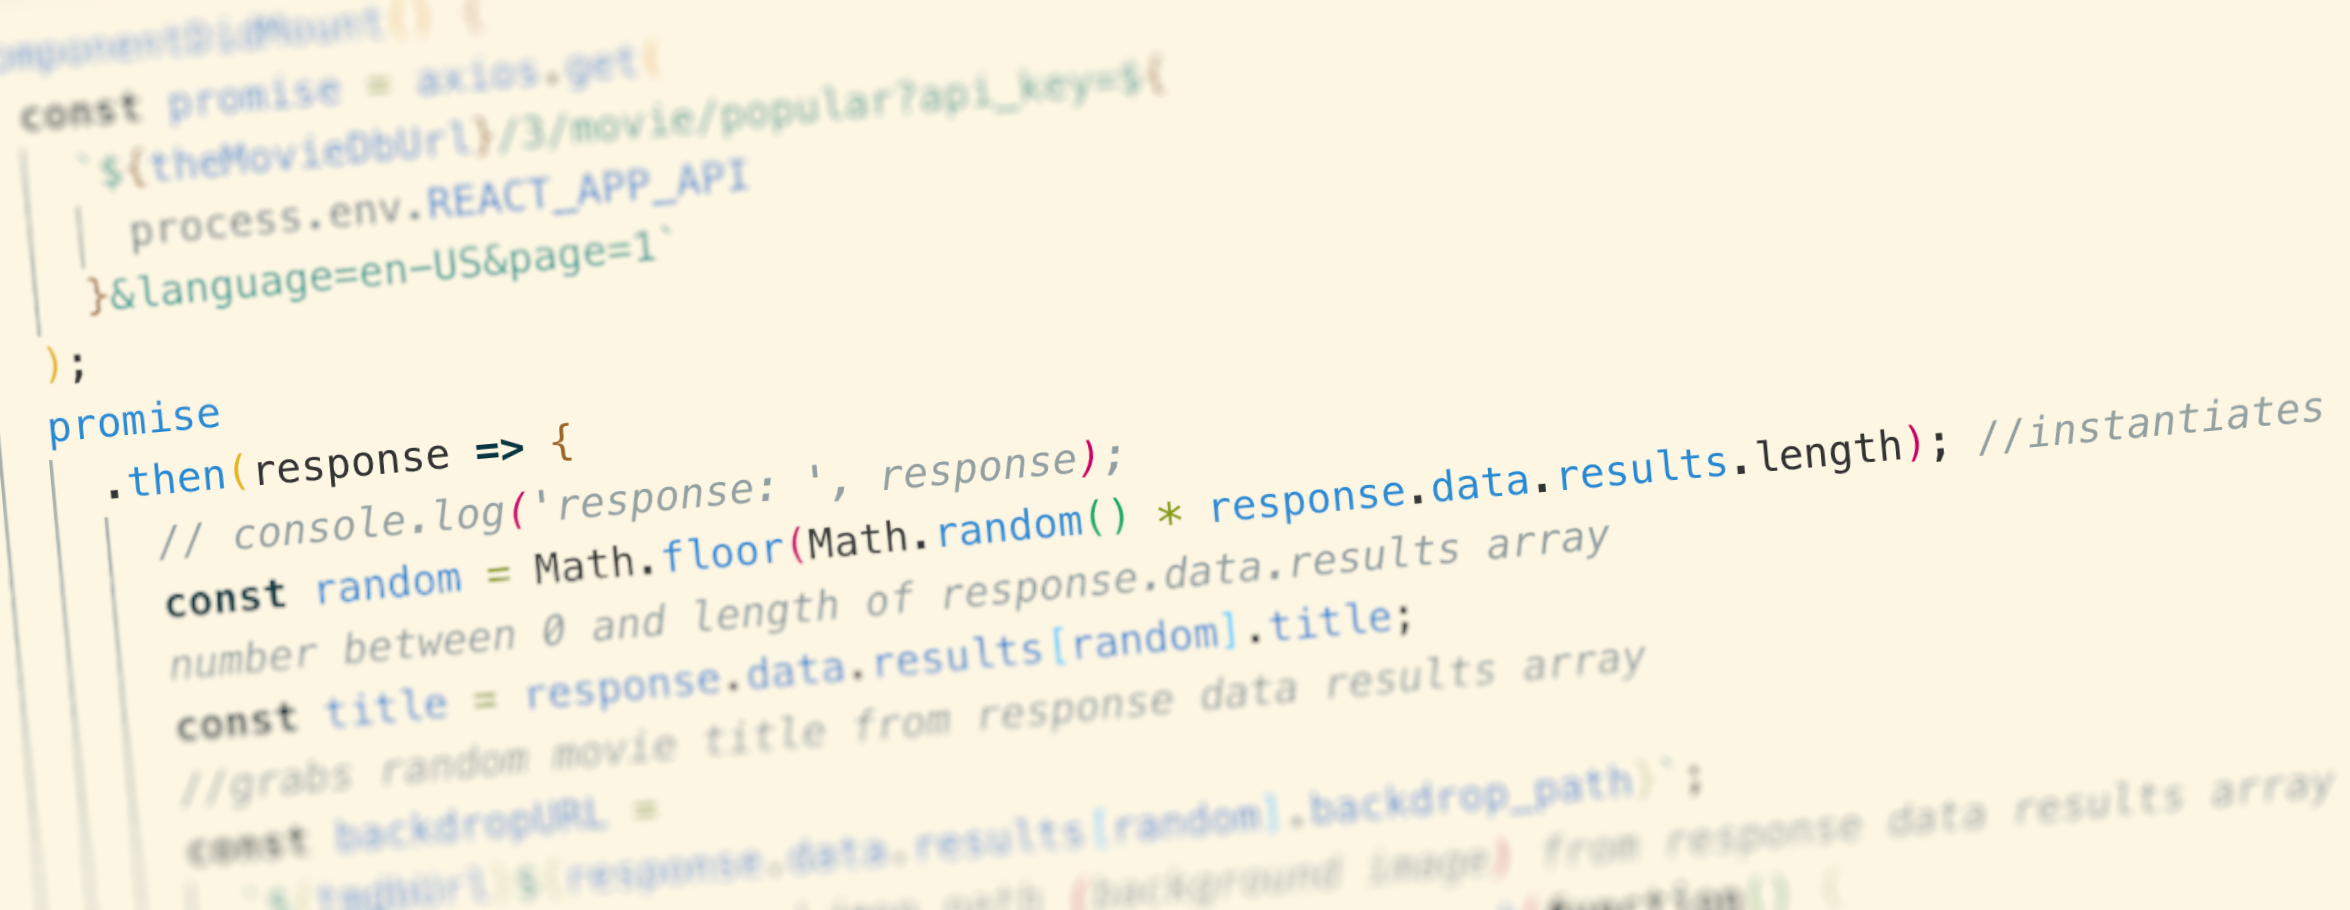 omponentDidMount() {
const promise = axios.get(
`${theMovieDbUrl}/3/movie/popular?api_key=${
process.env.REACT_APP_API
}&language=en-US&page=1`
);
promise
.then(response => {
// console.log('response: ', response);
const random = Math.floor(Math.random() * response.data.results.length); //instantiates
number between 0 and length of response.data.results array
const title = response.data.results[random].title;
//grabs random movie title from response data results array
const backdropURL =
`${tmdbUrl}${response.data.results[random].backdrop_path}`;
path (background image) from response data results array
function() {